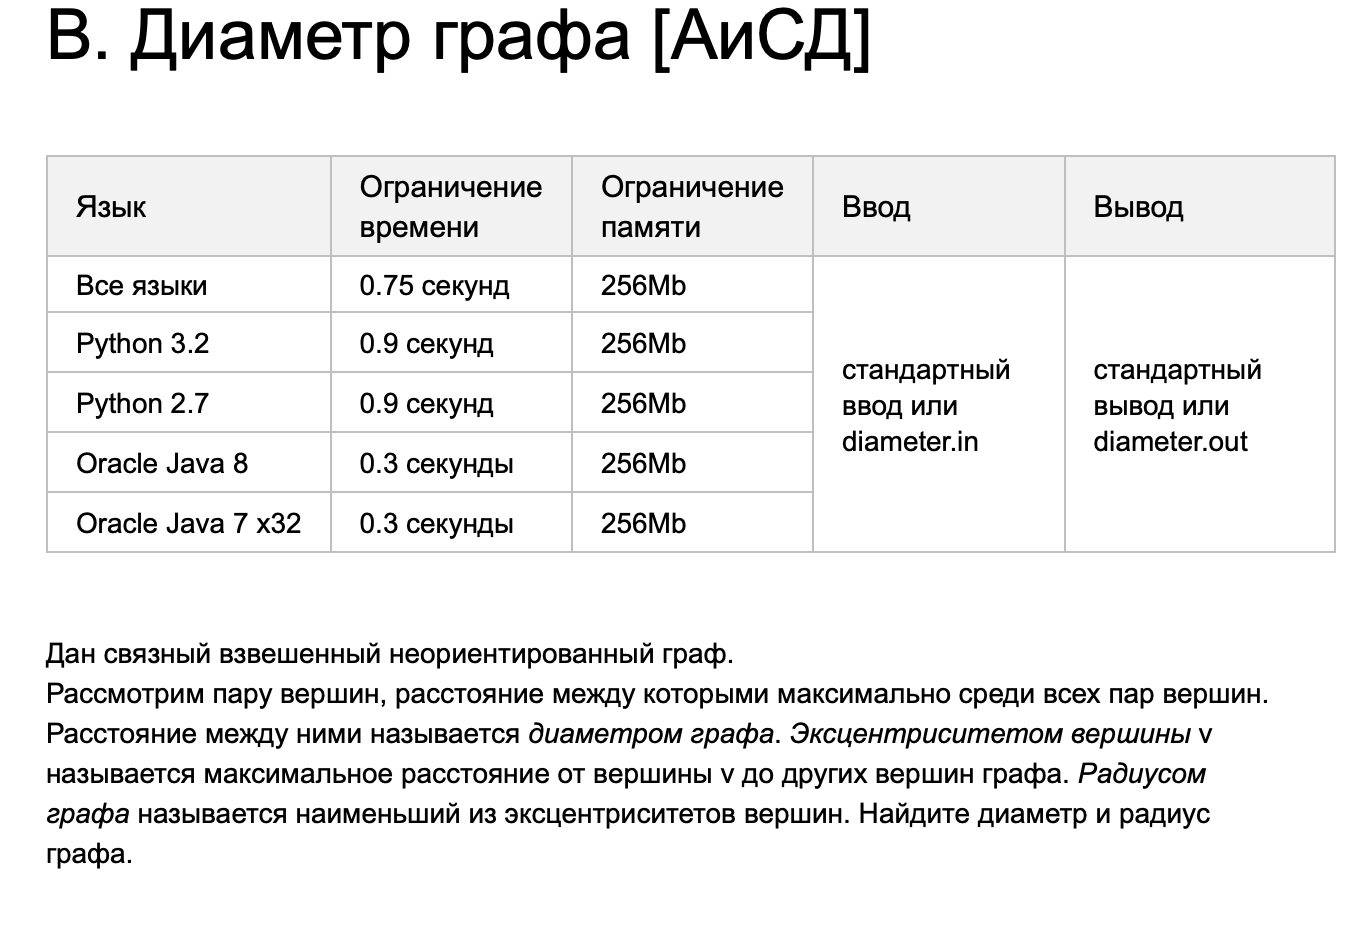 B. Диаметр графа [АиСД]
Язык
Ограничение времени
Ограничение памяти
Ввод
Вывод
Все языки
0.75 секунд
256Mb
стандартный ввод или diameter.in
стандартный вывод или diameter.out
Python 3.2
0.9 секунд
256Mb
Python 2.7
0.9 секунд
256Mb
Oracle Java 8
0.3 секунды
256Mb
Oracle Java 7 x32
0.3 секунды
256Mb
Дан связный взвешенный неориентированный граф.
Рассмотрим пару вершин, расстояние между которыми максимально среди всех пар вершин.
Расстояние между ними называется диаметром графа. Эксцентриситетом вершины v
называется максимальное расстояние от вершины v до других вершин графа. Радиусом
графа называется наименьший из эксцентриситетов вершин. Найдите диаметр и радиус
графа.